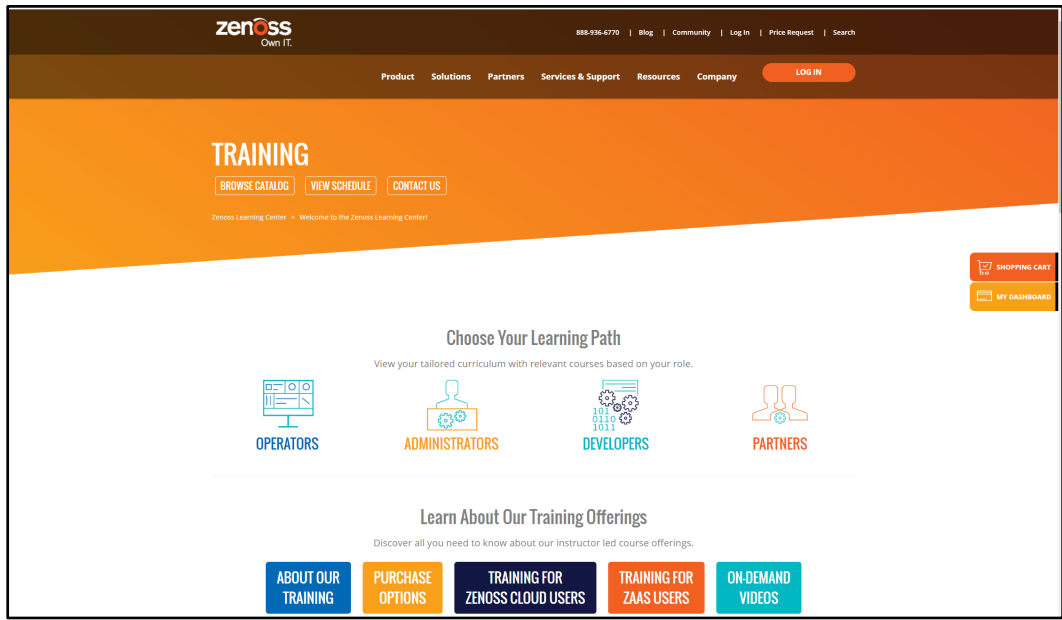 zenoss
Own IT.
888-936-6770 | Blog | Community | Log In | Price Request | Search
Product Solutions Partners Services & Support Resources Company LOG IN
TRAINING
BROWSE CATALOG VIEW SCHEDULE CONTACT US
Zenoss Learning Center » Welcome to the Zenoss Learning Center!
SHOPPING CART
MY DASHBOARD
Choose Your Learning Path
View your tailored curriculum with relevant courses based on your role.
101
0110
1011
OPERATORS ADMINISTRATORS DEVELOPERS PARTNERS
Learn About Our Training Offerings
Discover all you need to know about our instructor led course offerings.
ABOUT OUR
TRAINING
PURCHASE
OPTIONS
TRAINING FOR
ZENOSS CLOUD USERS
TRAINING FOR
ZAAS USERS
ON-DEMAND
VIDEOS